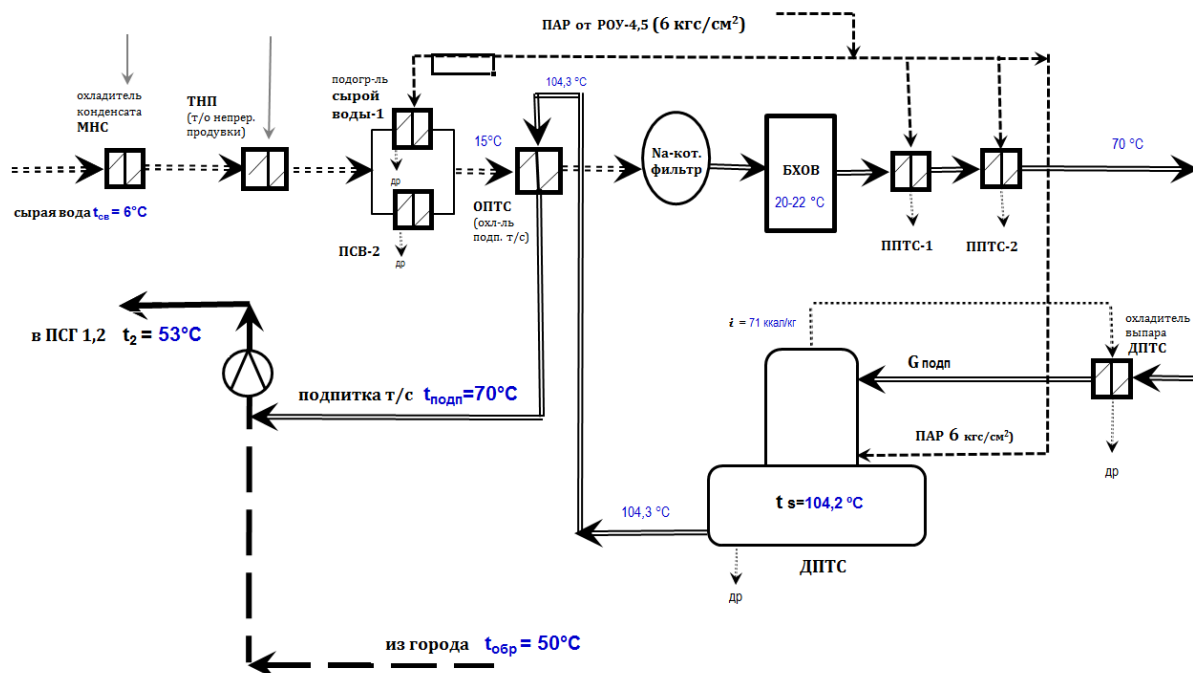 ПАР от РОУ-4,5 (6 кгс/см²)
охладитель
конденсата
МНС
ТНП
(т/о непрер.
продувки)
подогр-ль
сырой
воды-1
104,3 °С
15°С
др
сырая вода tсв = 6°С
ПСВ-2
др
ОПТС
(охл-ль
подп. т/с)
Na-кот.
фильтр
БХОВ
20-22 °С
ППТС-1
ППТС-2
70 °С
в ПСГ 1,2 t2 = 53°С
подпитка т/с tподп=70°С
i = 71 ккал/кг
охладитель
выпара
ДПТС
G подп
ПАР 6 кгс/см²)
др
t s=104,2 °С
104,3 °С
ДПТС
др
из города tобр = 50°С